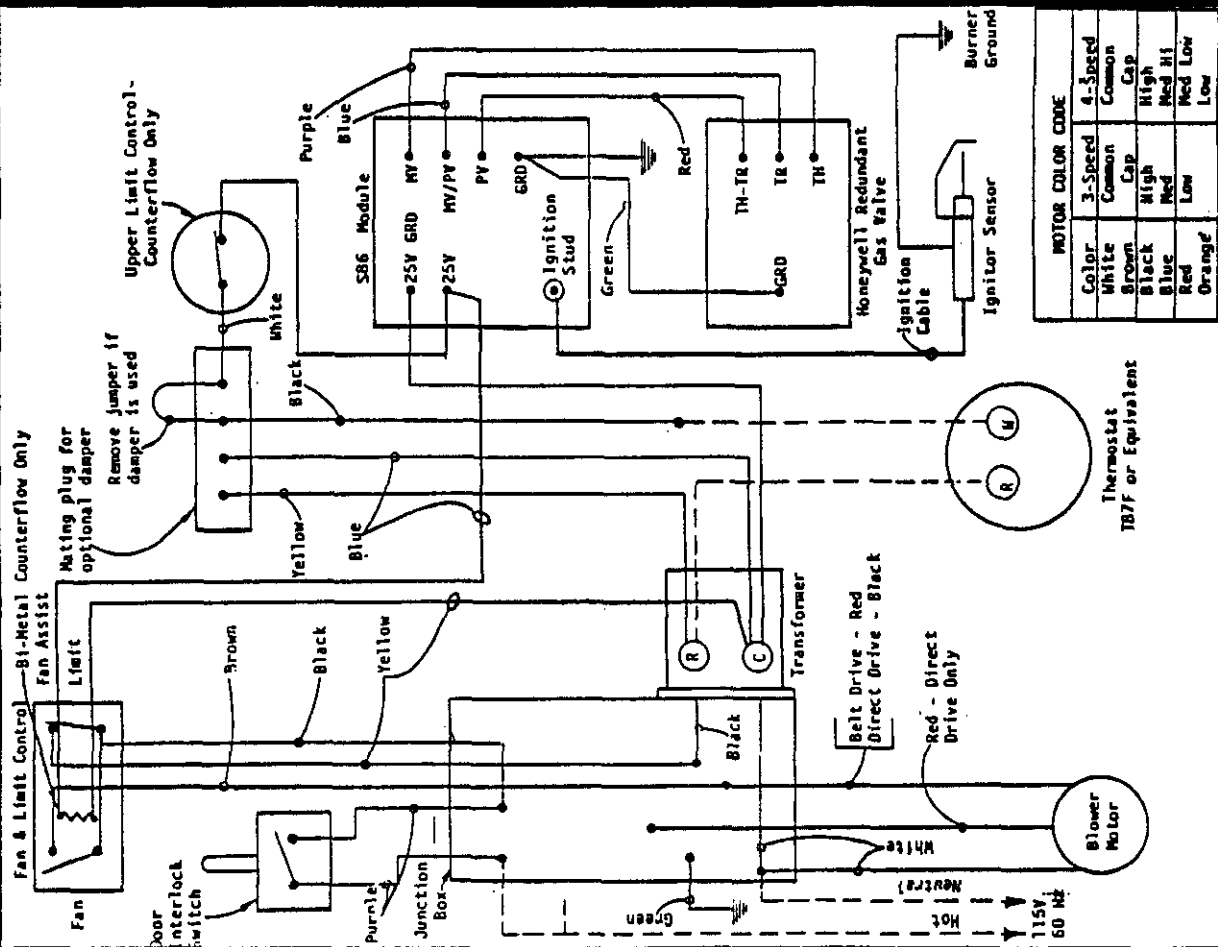 Fan & Limit Control
Bi-Metal Counterflow Only
Fan Assist
Limit
Fan
Door
Interlock
Switch
Purple
Junction
Box
Brown
Black
Yellow
Mating plug for
optional damper
Remove jumper if
damper is used
Yellow
Blue
Black
White
Upper Limit Control-
Counterflow Only
Purple
Blue
S86 Module
25V GRD
25V
MV
MV/PV
PV
GRD
Ignition
Stud
Green
Red
TH-TR
TR
TH
GRD
Honeywell Redundant
Gas Valve
Burner
Ground
Ignition
Cable
Ignitor Sensor
R
C
Transformer
Black
R
W
Thermostat
T87F or Equivalent
Belt Drive - Red
Direct Drive - Black
Red - Direct
Drive Only
White
Neutral
Green
Hot
115V,
60 HZ
Blower
Motor
MOTOR COLOR CODE
Color 3-Speed 4-Speed
White Common Common
Brown Cap Cap
Black High High
Blue Med Med Hi
Red Low Med Low
Orange Low